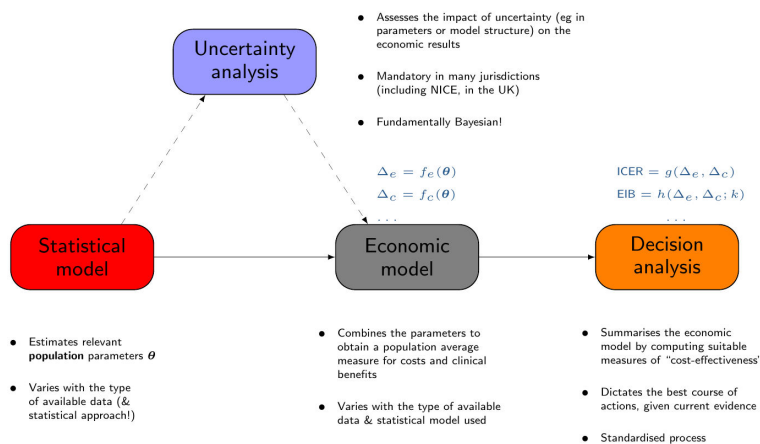 Uncertainty
analysis
• Assesses the impact of uncertainty (eg in
parameters or model structure) on the
economic results
• Mandatory in many jurisdictions
(including NICE, in the UK)
• Fundamentally Bayesian!
Δe = fe(θ)
Δc = fc(θ)
. . .
ICER = g(Δe, Δc)
EIB = h(Δe, Δc; k)
. . .
Statistical
model
Economic
model
Decision
analysis
• Estimates relevant
population parameters θ
• Varies with the type
of available data (&
statistical approach!)
• Combines the parameters to
obtain a population average
measure for costs and clinical
benefits
• Varies with the type of available
data & statistical model used
• Summarises the economic
model by computing suitable
measures of “cost-effectiveness”
• Dictates the best course of
actions, given current evidence
• Standardised process